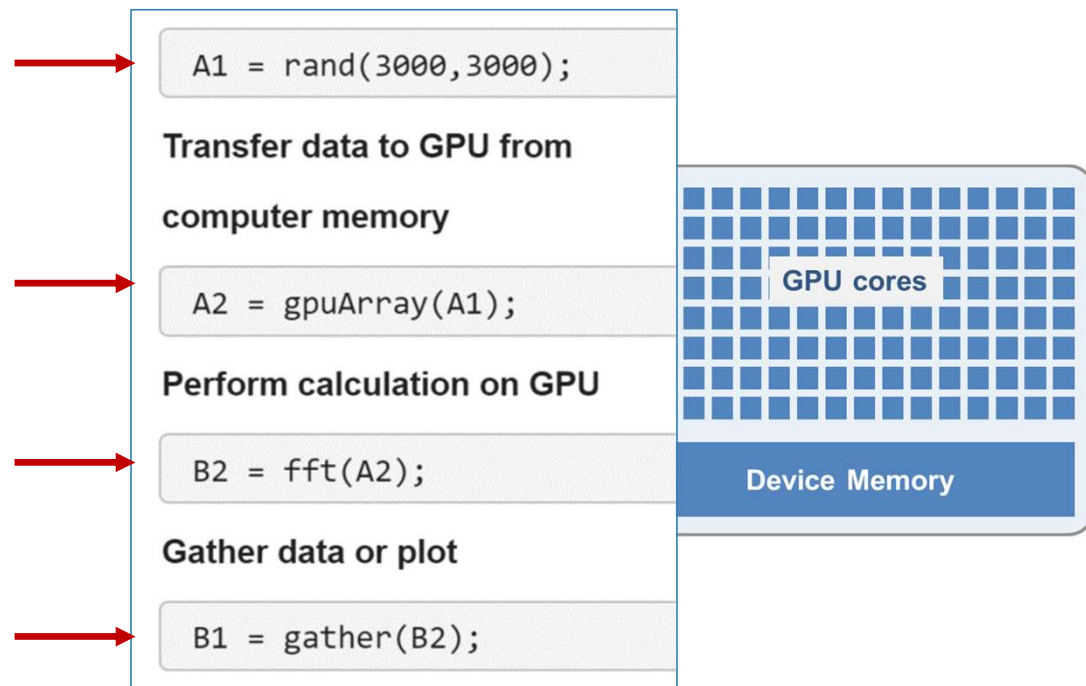 A1 = rand(3000,3000);
Transfer data to GPU from
computer memory
A2 = gpuArray(A1);
Perform calculation on GPU
B2 = fft(A2);
Gather data or plot
B1 = gather(B2);
GPU cores
Device Memory